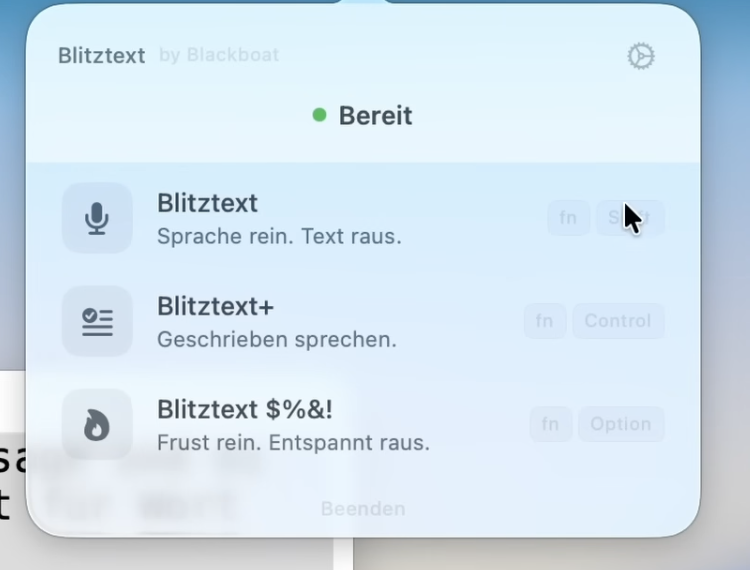 Blitztext by Blackboat
Bereit
Blitztext
Sprache rein. Text raus.
fn
Blitztext+
Geschrieben sprechen.
fn Control
Blitztext $%&!
Frust rein. Entspannt raus.
fn Option
Beenden